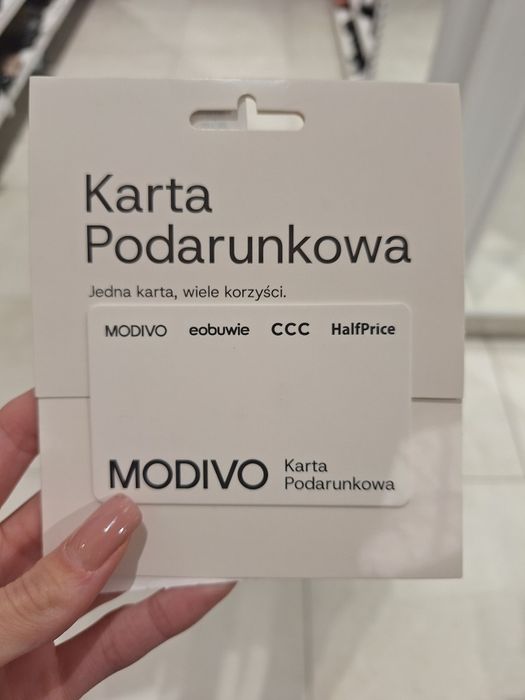 Karta
Podarunkowa
Jedna karta, wiele korzyści.
MODIVO eobuwie CCC HalfPrice
MODIVO Karta
Podarunkowa